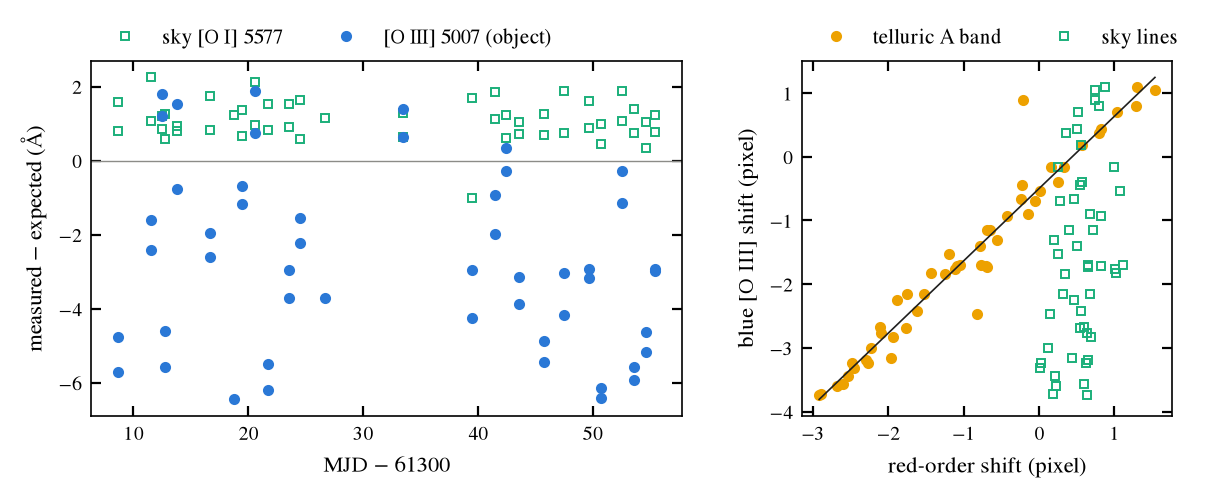 sky [O I] 5577
[O III] 5007 (object)
measured − expected (Å)
2
0
−2
−4
−6
10
20
30
40
50
MJD − 61300
telluric A band
sky lines
blue [O III] shift (pixel)
1
0
−1
−2
−3
−4
−3
−2
−1
0
1
red-order shift (pixel)